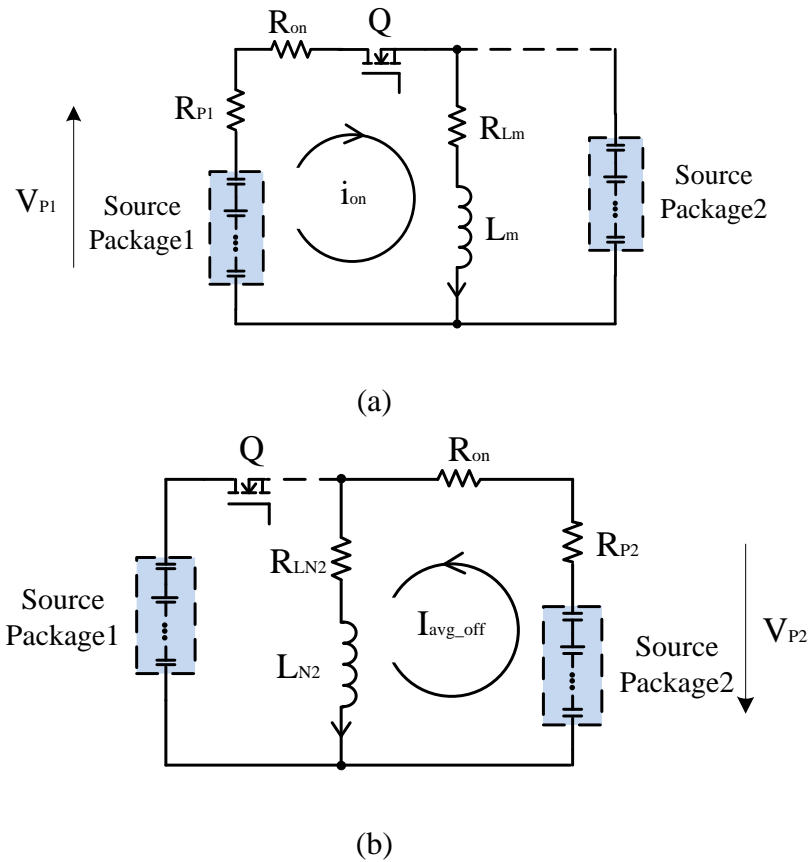 Ron
Q
RP1
RLm
VP1
Source
Package1
ion
Lm
Source
Package2
(a)
Q
Ron
RLN2
RP2
Source
Package1
LN2
Iavg_off
Source
Package2
VP2
(b)